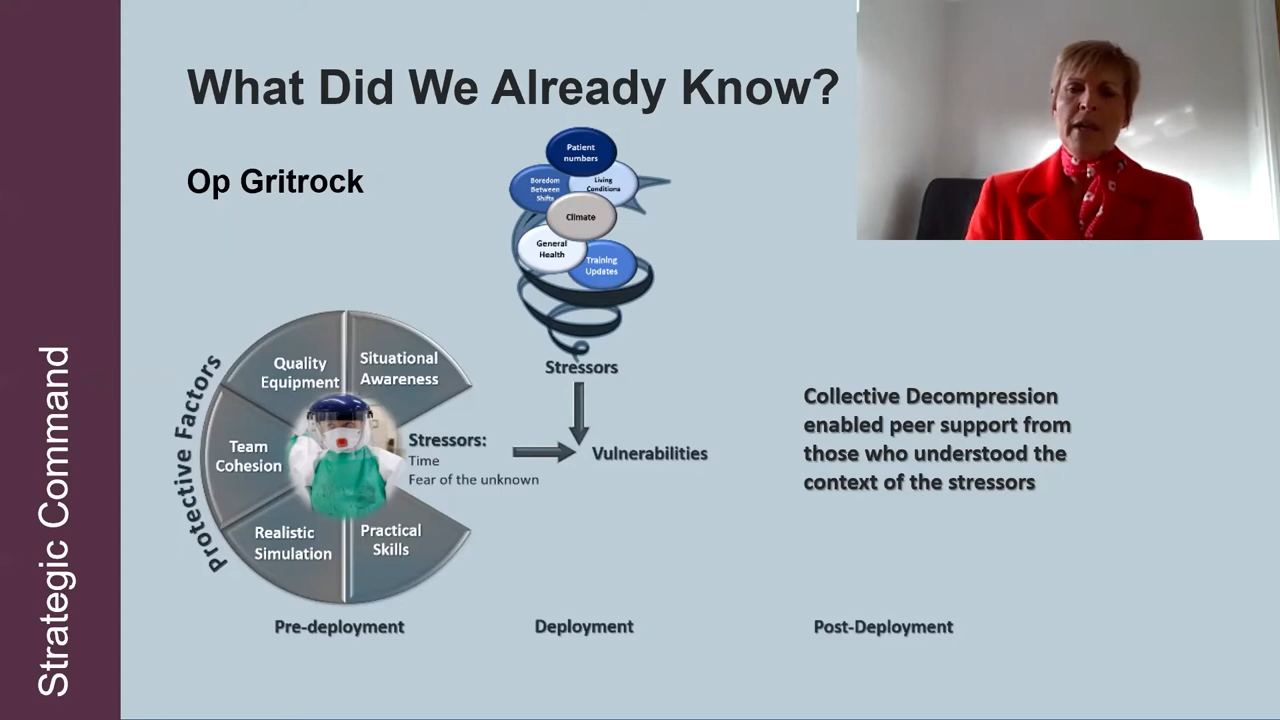 What Did We Already Know?
Op Gritrock
Patient
numbers
Boredom
Between
Shifts
Living
Conditions
Climate
General
Health
Training
Updates
Stressors
Vulnerabilities
Protective Factors
Quality
Equipment
Situational
Awareness
Team
Cohesion
Realistic
Simulation
Practical
Skills
Stressors:
Time
Fear of the unknown
Collective Decompression
enabled peer support from
those who understood the
context of the stressors
Pre-deployment
Deployment
Post-Deployment
Strategic Command